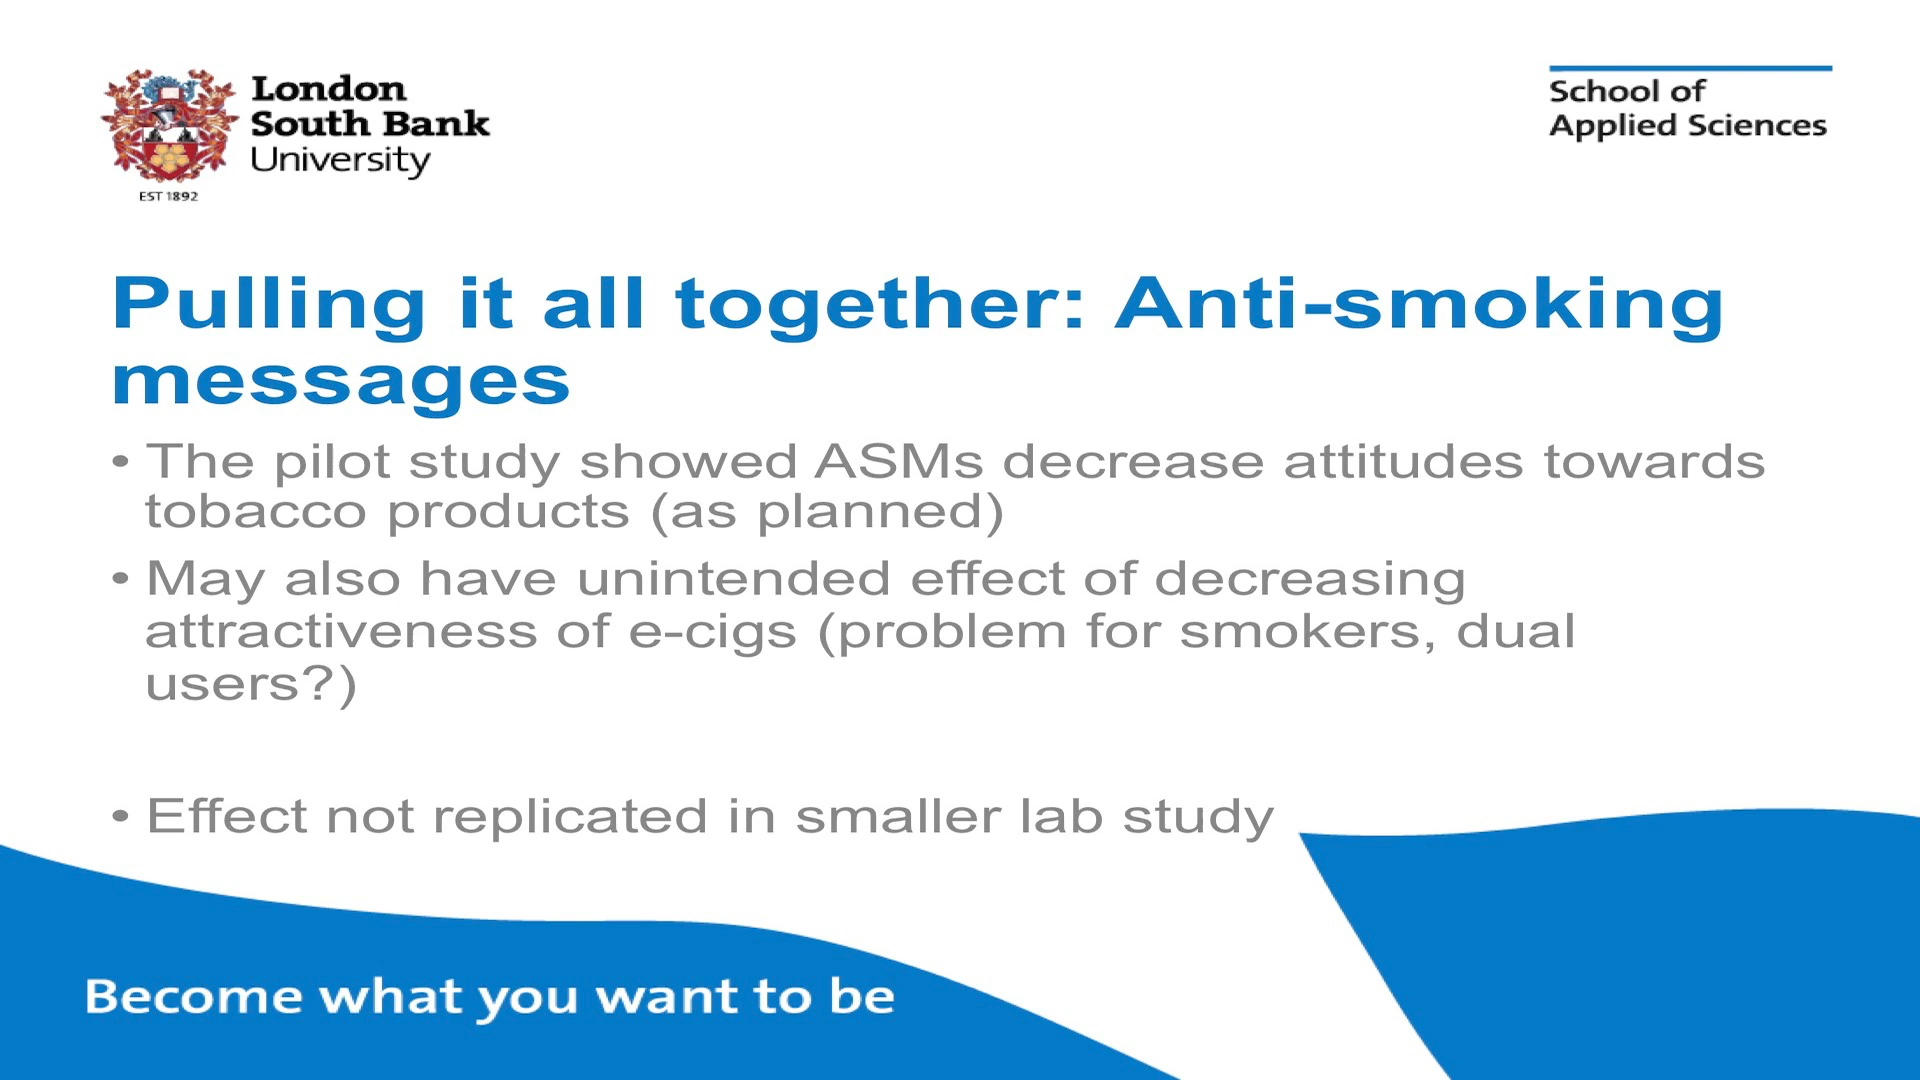 London
South Bank
University
EST 1892
School of
Applied Sciences
Pulling it all together: Anti-smoking
messages
• The pilot study showed ASMs decrease attitudes towards
tobacco products (as planned)
• May also have unintended effect of decreasing
attractiveness of e-cigs (problem for smokers, dual
users?)
• Effect not replicated in smaller lab study
Become what you want to be